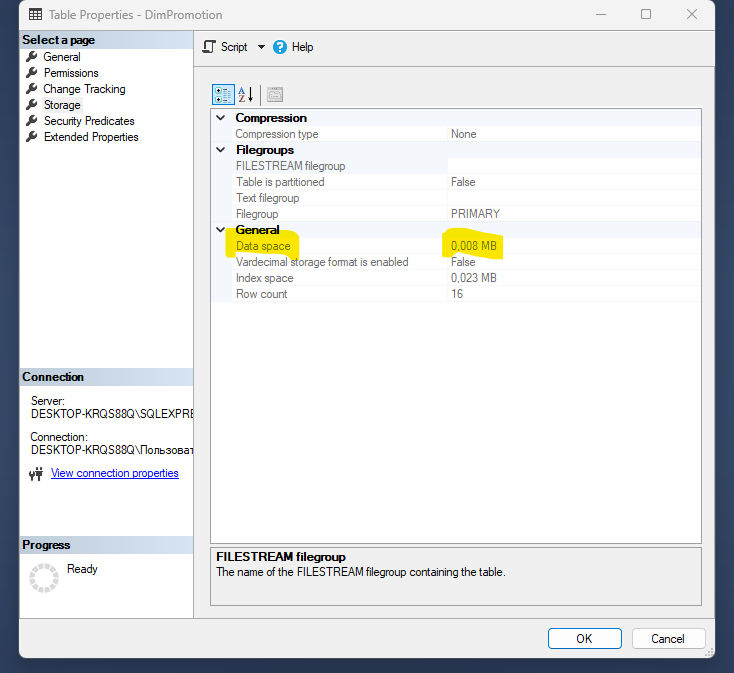 Table Properties - DimPromotion
Select a page
General
Permissions
Change Tracking
Storage
Security Predicates
Extended Properties
Script
Help
Compression
Compression type None
Filegroups
FILESTREAM filegroup
Table is partitioned False
Text filegroup
Filegroup PRIMARY
General
Data space 0,008 MB
Vardecimal storage format is enabled False
Index space 0,023 MB
Row count 16
Connection
Server:
DESKTOP-KRQS88Q\SQLEXPRE
Connection:
DESKTOP-KRQS88Q\Пользоват
View connection properties
Progress
Ready
FILESTREAM filegroup
The name of the FILESTREAM filegroup containing the table.
OK Cancel